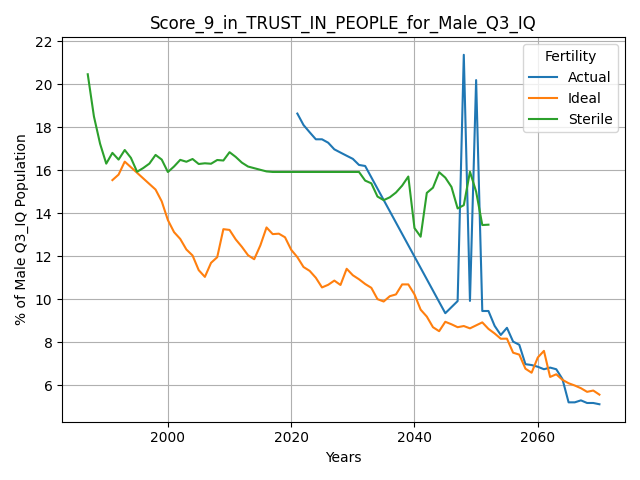 Score_9_in_TRUST_IN_PEOPLE_for_Male_Q3_IQ
Fertility
Actual
Ideal
Sterile
% of Male Q3_IQ Population
22
20
18
16
14
12
10
8
6
2000
2020
2040
2060
Years